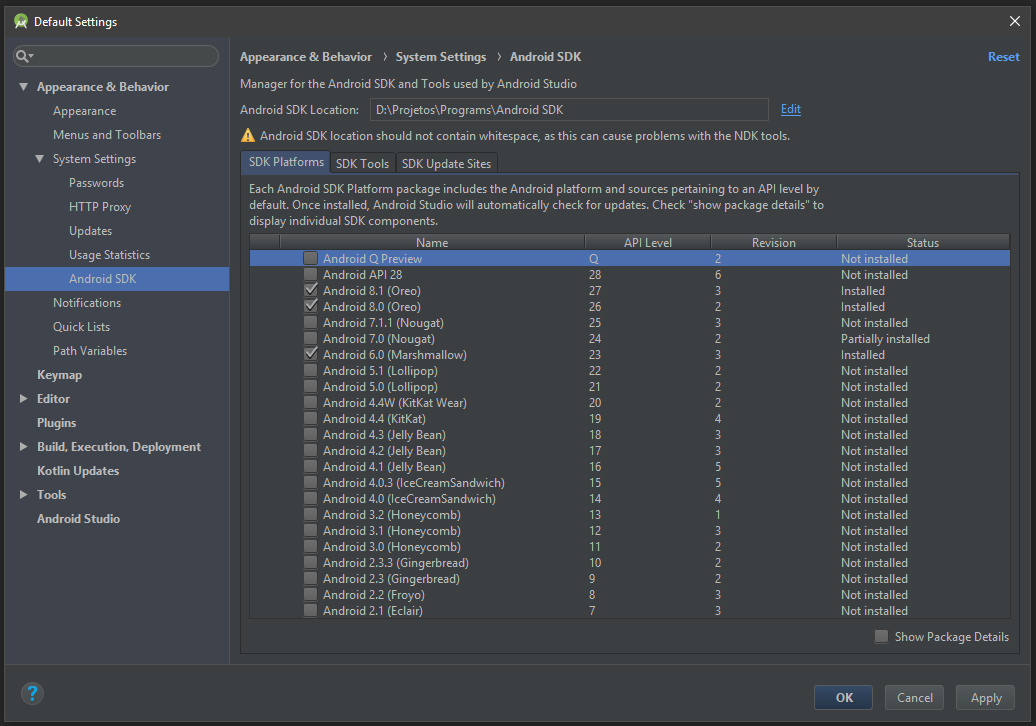 Default Settings
Appearance & Behavior
Appearance
Menus and Toolbars
System Settings
Passwords
HTTP Proxy
Updates
Usage Statistics
Android SDK
Notifications
Quick Lists
Path Variables
Keymap
Editor
Plugins
Build, Execution, Deployment
Kotlin Updates
Tools
Android Studio
Appearance & Behavior › System Settings › Android SDK Reset
Manager for the Android SDK and Tools used by Android Studio
Android SDK Location: D:\Projetos\Programs\Android SDK Edit
Android SDK location should not contain whitespace, as this can cause problems with the NDK tools.
SDK Platforms SDK Tools SDK Update Sites
Each Android SDK Platform package includes the Android platform and sources pertaining to an API level by
default. Once installed, Android Studio will automatically check for updates. Check "show package details" to
display individual SDK components.
Name API Level Revision Status
Android Q Preview Q 2 Not installed
Android API 28 28 6 Not installed
Android 8.1 (Oreo) 27 3 Installed
Android 8.0 (Oreo) 26 2 Installed
Android 7.1.1 (Nougat) 25 3 Not installed
Android 7.0 (Nougat) 24 2 Partially installed
Android 6.0 (Marshmallow) 23 3 Installed
Android 5.1 (Lollipop) 22 2 Not installed
Android 5.0 (Lollipop) 21 2 Not installed
Android 4.4W (KitKat Wear) 20 2 Not installed
Android 4.4 (KitKat) 19 4 Not installed
Android 4.3 (Jelly Bean) 18 3 Not installed
Android 4.2 (Jelly Bean) 17 3 Not installed
Android 4.1 (Jelly Bean) 16 5 Not installed
Android 4.0.3 (IceCreamSandwich) 15 5 Not installed
Android 4.0 (IceCreamSandwich) 14 4 Not installed
Android 3.2 (Honeycomb) 13 1 Not installed
Android 3.1 (Honeycomb) 12 3 Not installed
Android 3.0 (Honeycomb) 11 2 Not installed
Android 2.3.3 (Gingerbread) 10 2 Not installed
Android 2.3 (Gingerbread) 9 2 Not installed
Android 2.2 (Froyo) 8 3 Not installed
Android 2.1 (Eclair) 7 3 Not installed
Show Package Details
? OK Cancel Apply